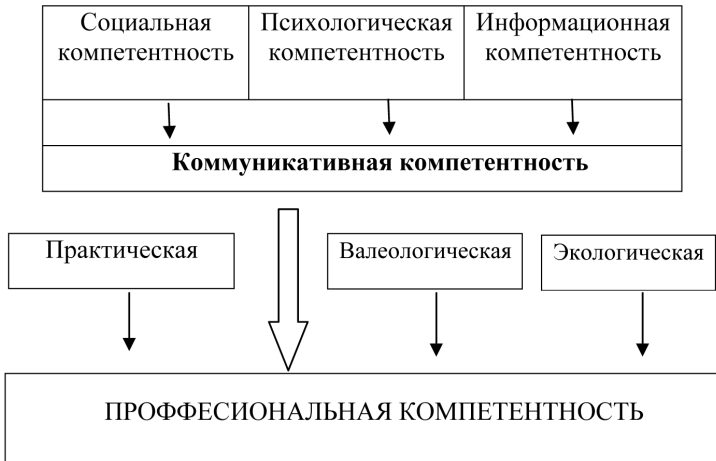 Социальная
компетентность
Психологическая
компетентность
Информационная
компетентность
Коммуникативная компетентность
Практическая
Валеологическая
Экологическая
ПРОФФЕСИОНАЛЬНАЯ КОМПЕТЕНТНОСТЬ